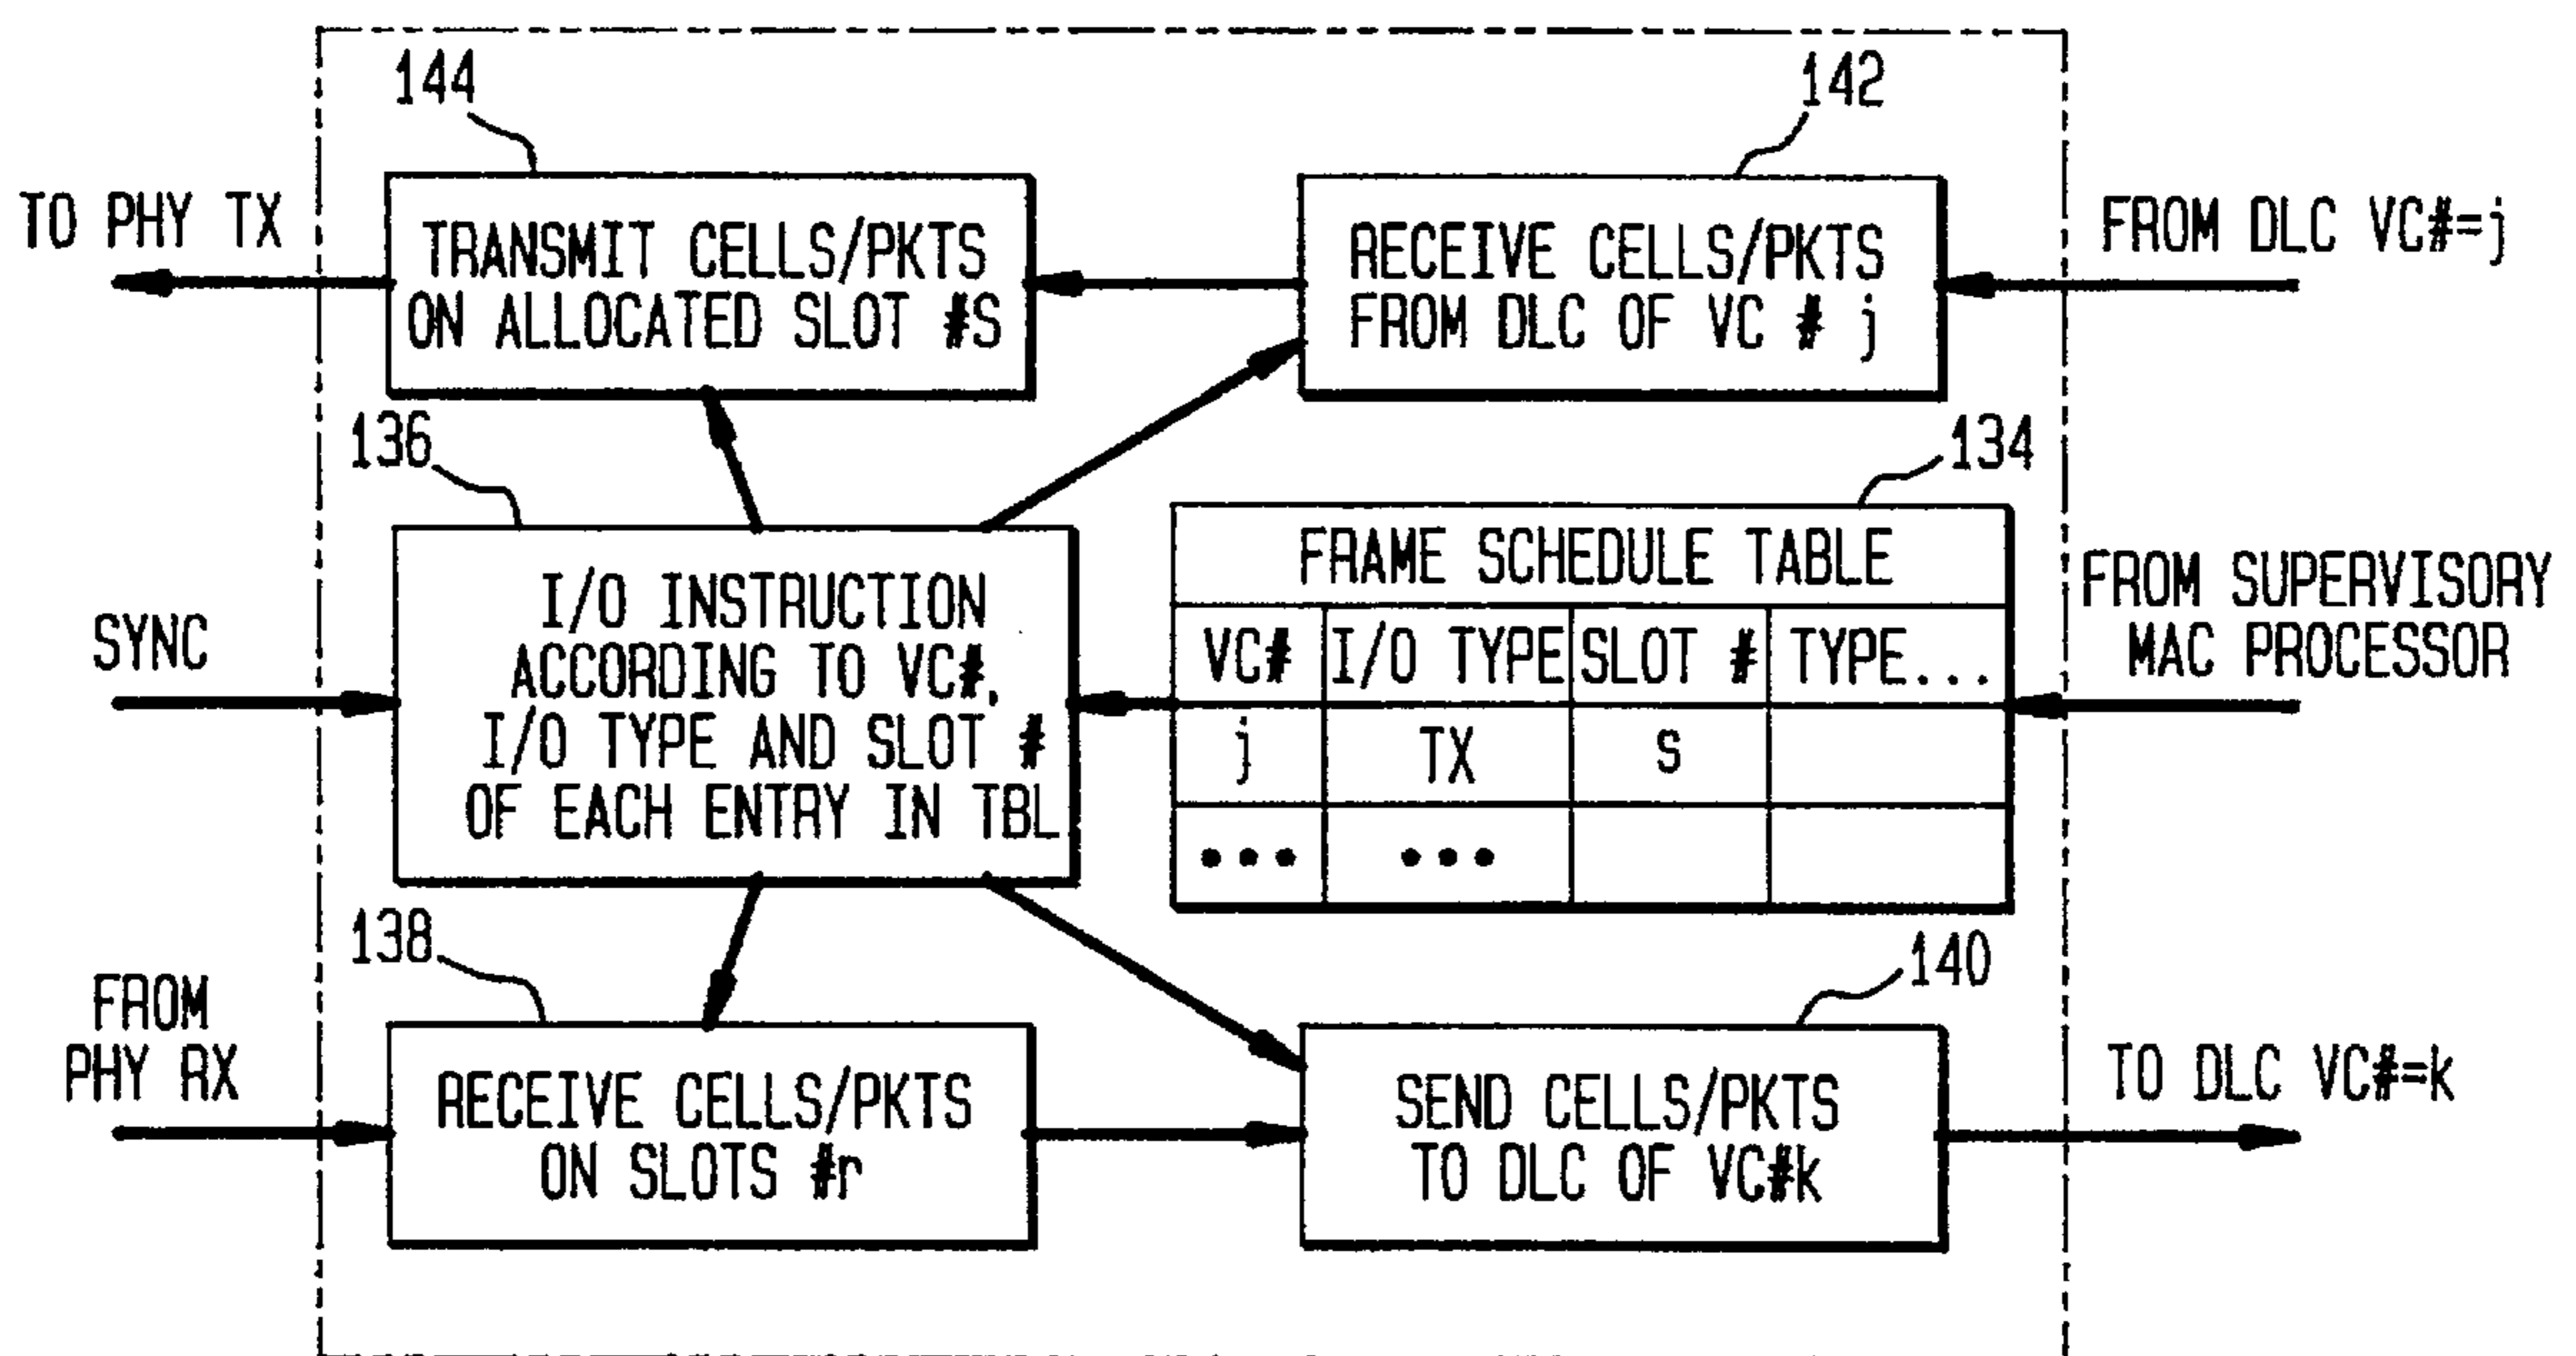 144
142
TO PHY TX
TRANSMIT CELLS/PKTS
ON ALLOCATED SLOT #S
RECEIVE CELLS/PKTS
FROM DLC OF VC # j
FROM DLC VC#=j
136
134
SYNC
I/O INSTRUCTION
ACCORDING TO VC#,
I/O TYPE AND SLOT #
OF EACH ENTRY IN TBL
FRAME SCHEDULE TABLE
VC# I/O TYPE SLOT # TYPE...
j TX S
••• •••
FROM SUPERVISORY
MAC PROCESSOR
138
140
FROM
PHY RX
RECEIVE CELLS/PKTS
ON SLOTS #r
SEND CELLS/PKTS
TO DLC OF VC#k
TO DLC VC#=k